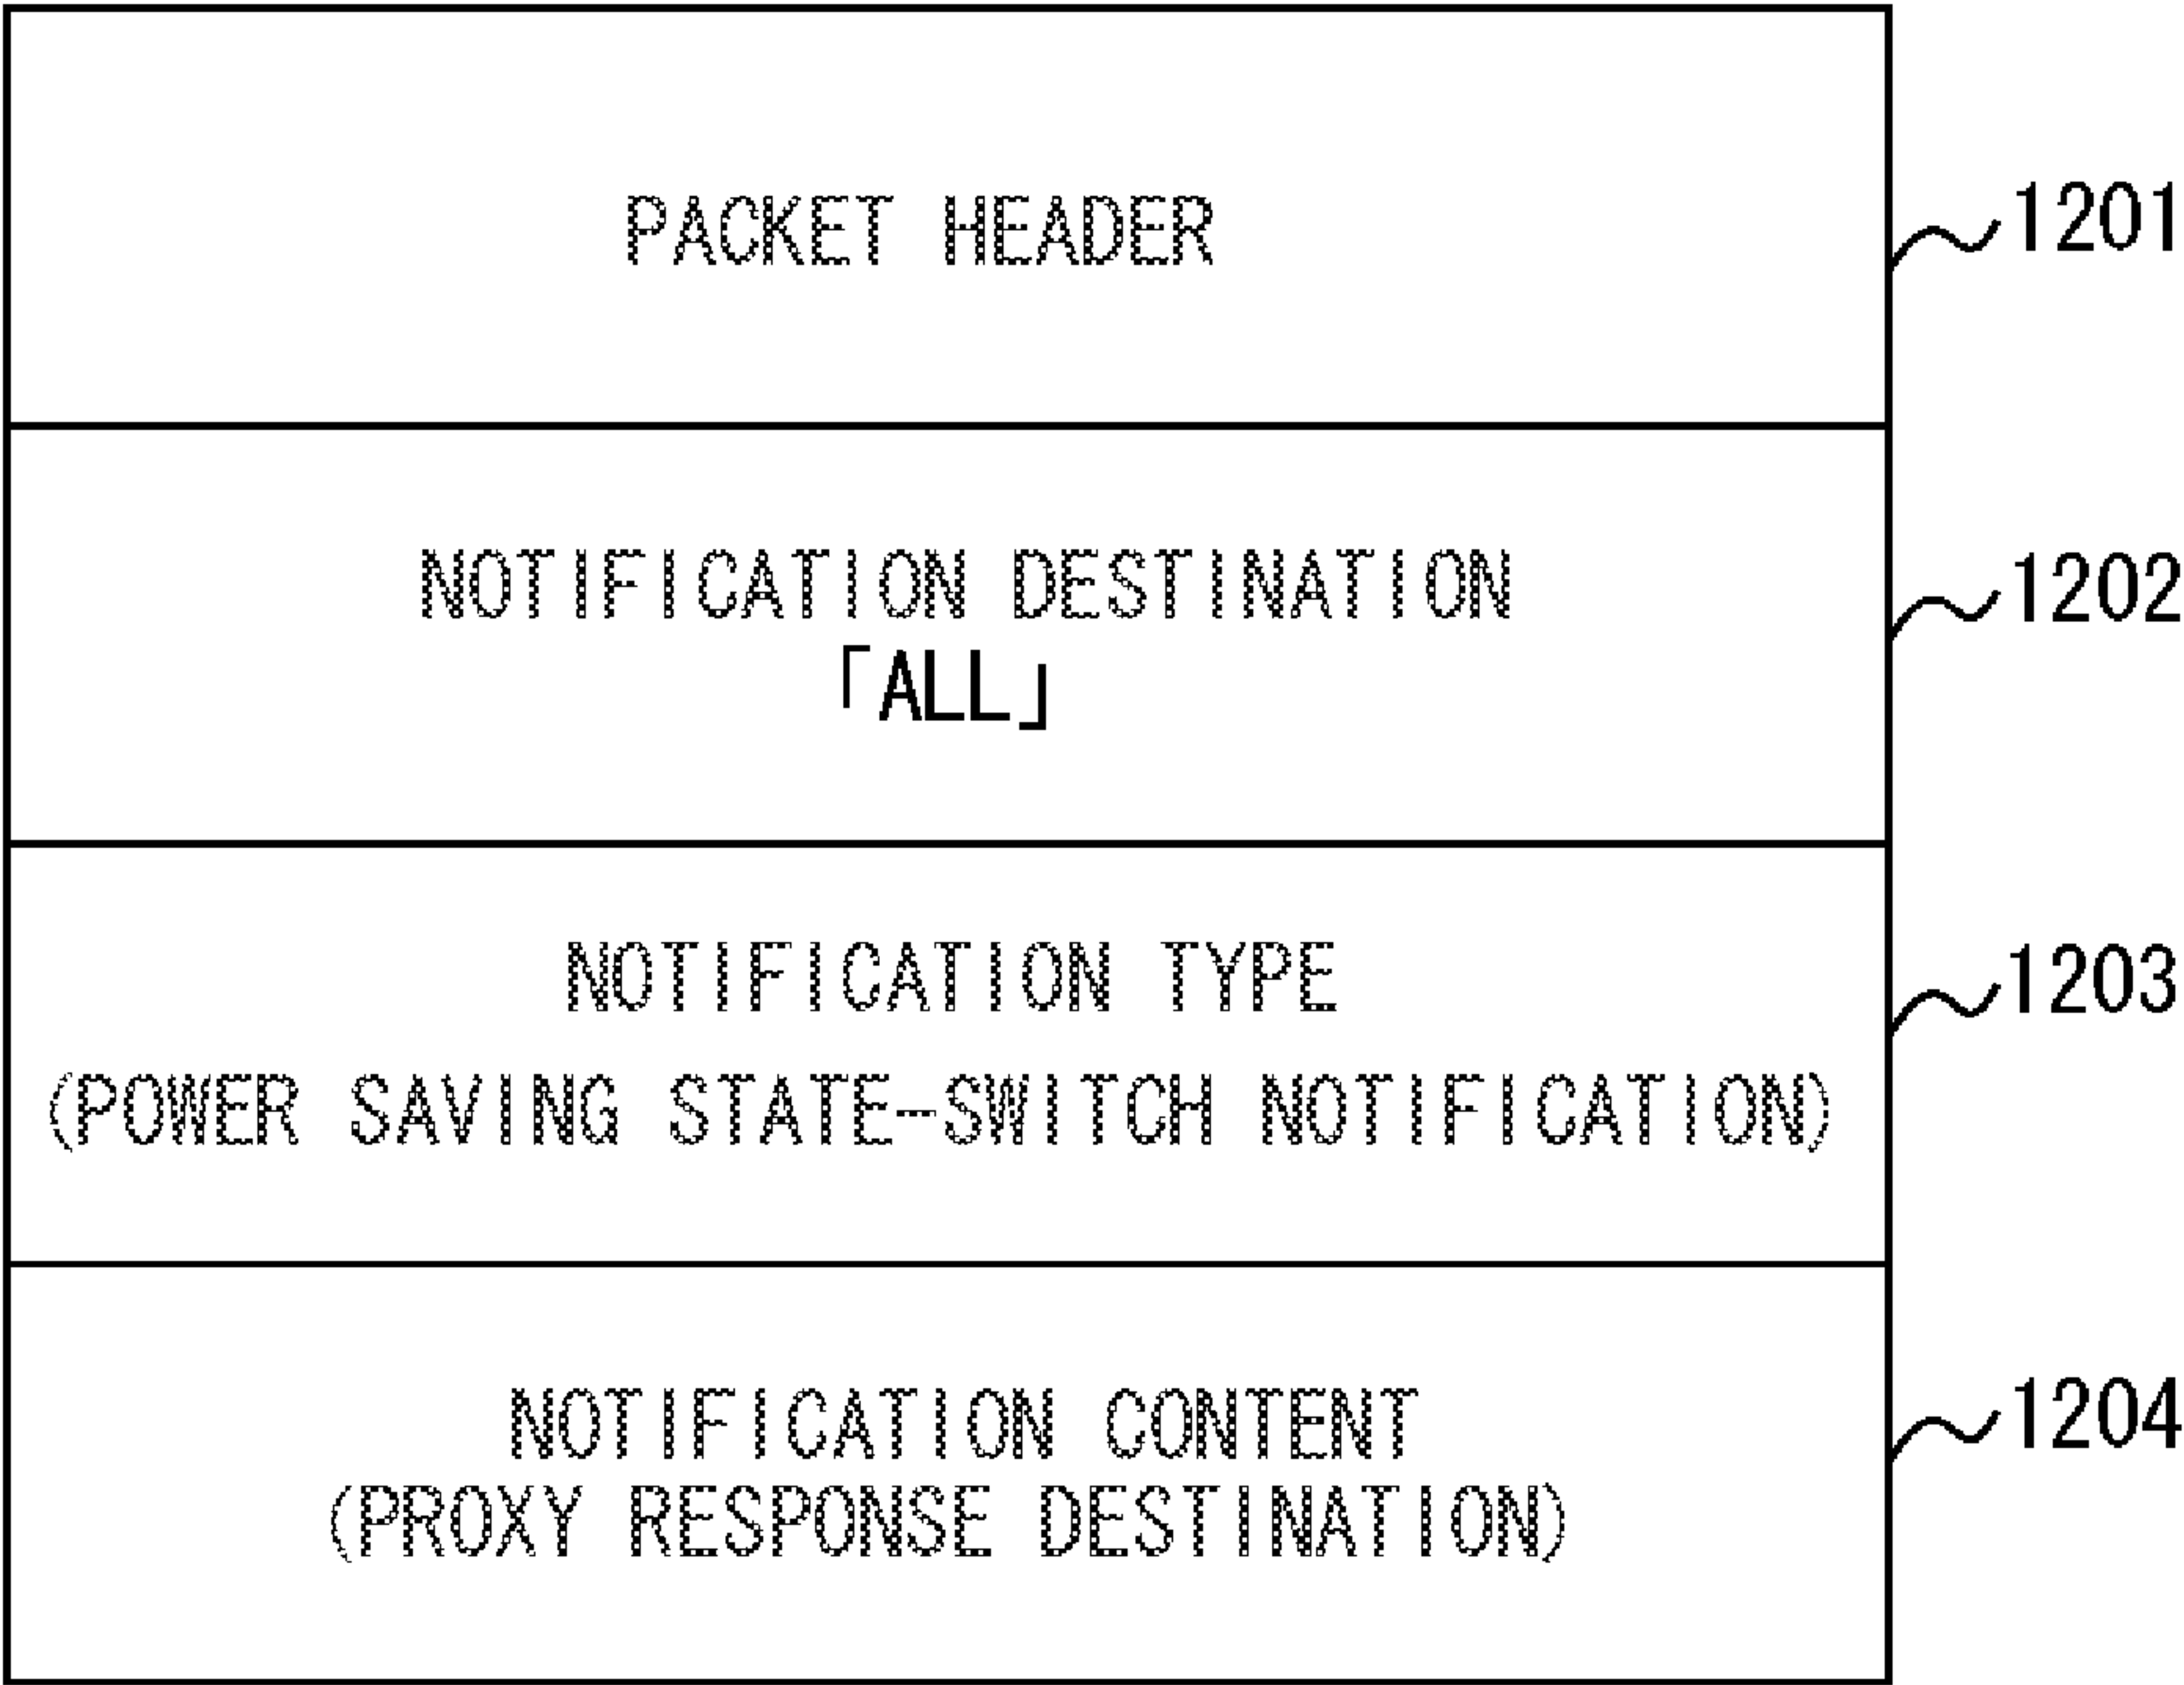 PACKET HEADER
1201
NOTIFICATION DESTINATION
「ALL」
1202
NOTIFICATION TYPE
(POWER SAVING STATE-SWITCH NOTIFICATION)
1203
NOTIFICATION CONTENT
(PROXY RESPONSE DESTINATION)
1204